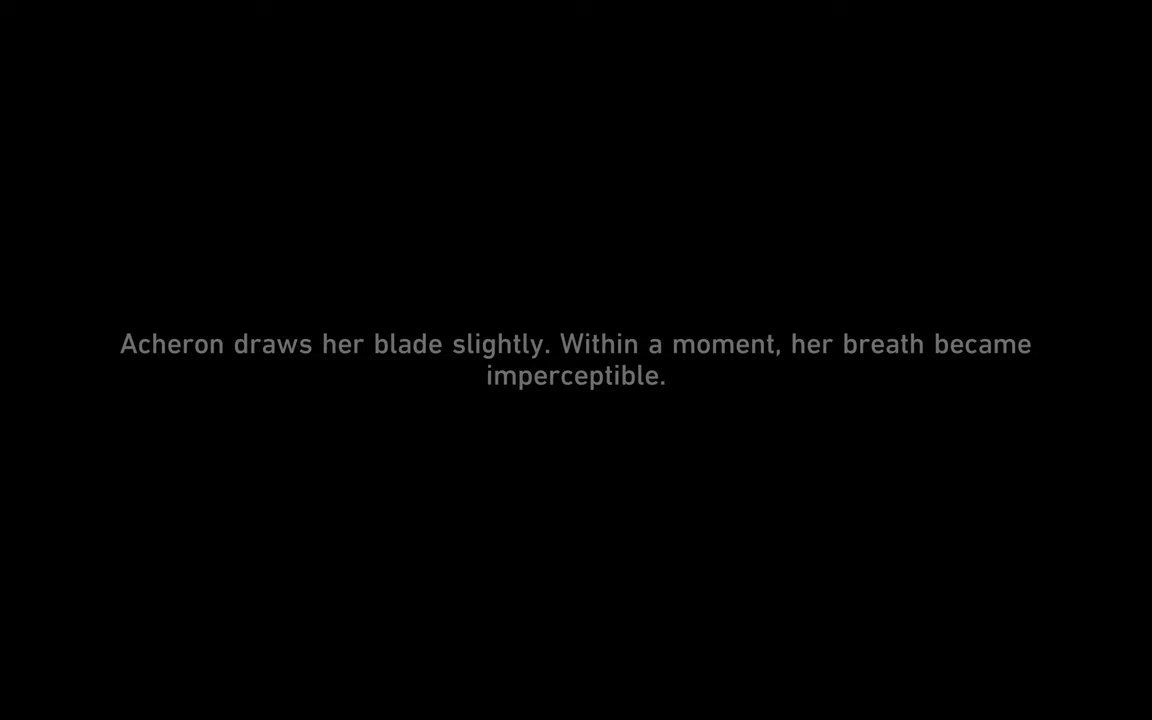 Acheron draws her blade slightly. Within a moment, her breath became
imperceptible.